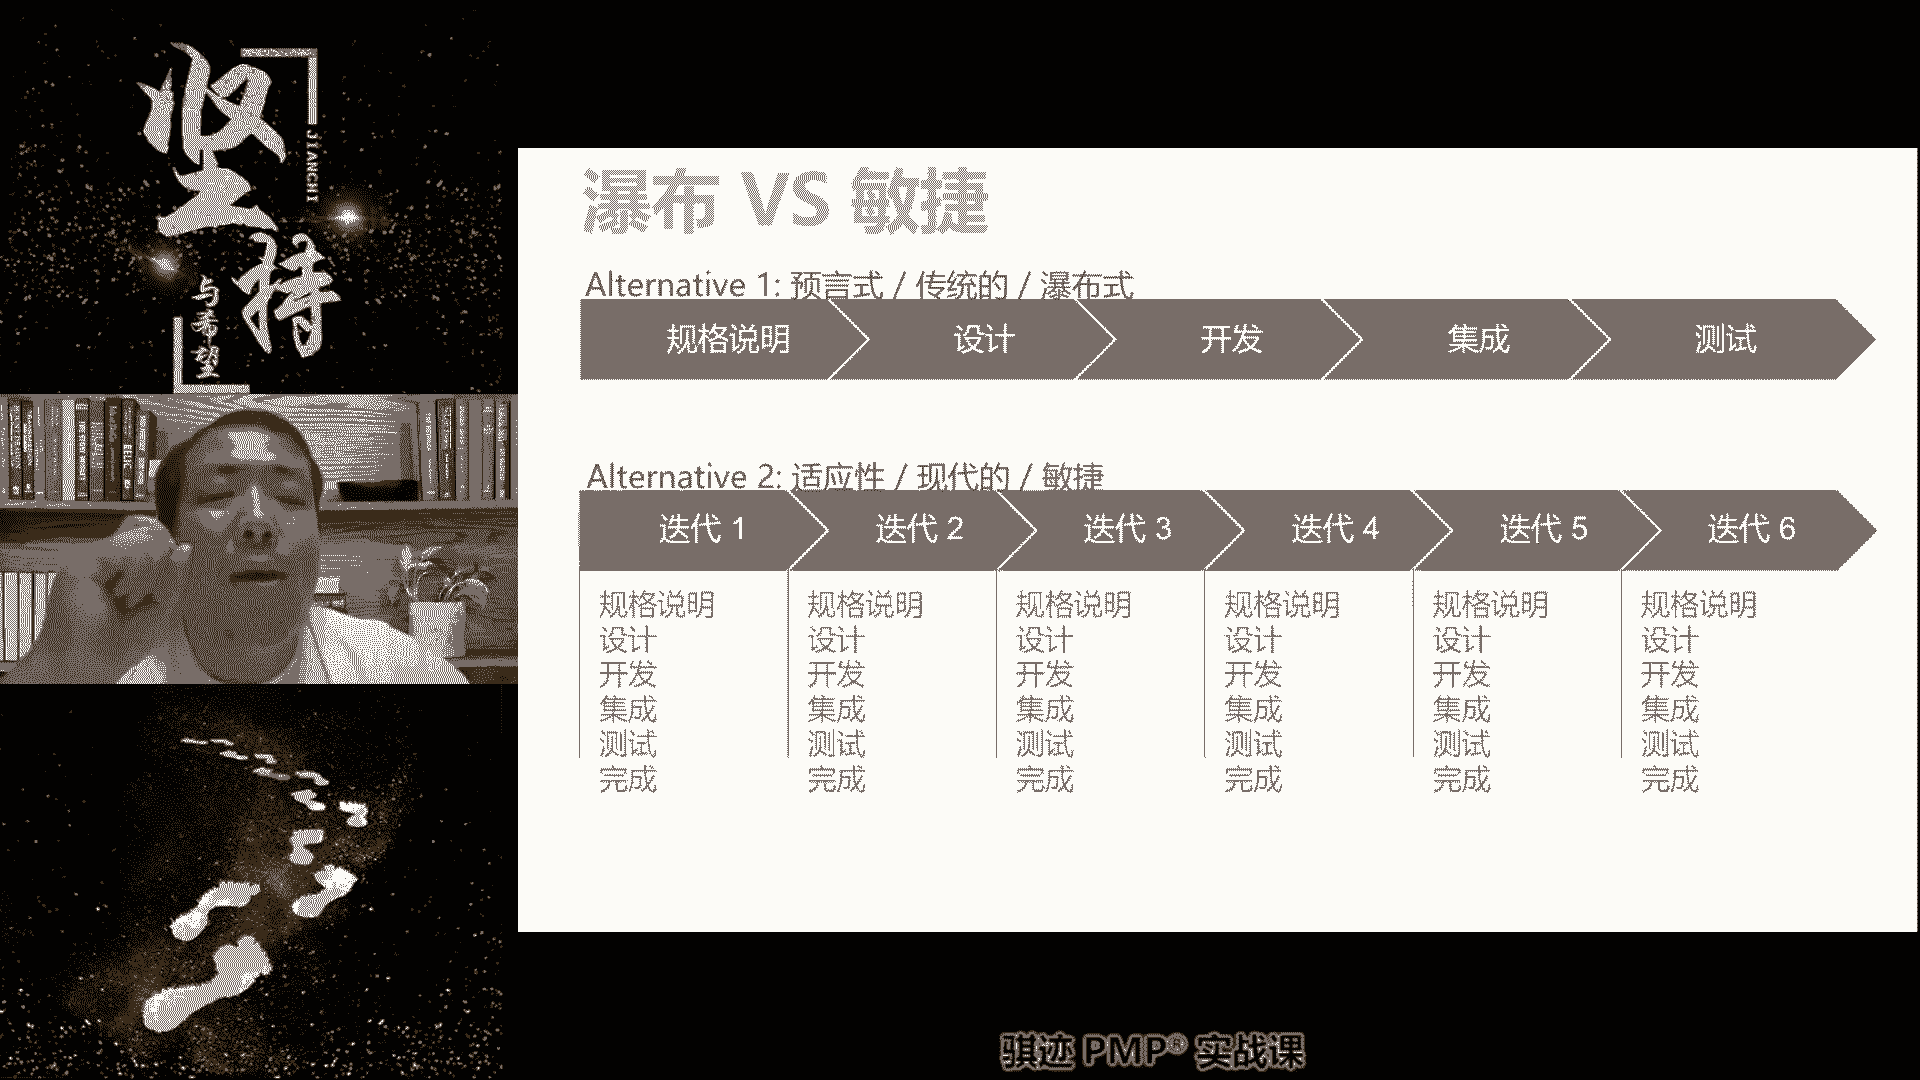 坚持
JIANCHI
与希望
瀑布 VS 敏捷
Alternative 1: 预言式 / 传统的 / 瀑布式
规格说明 设计 开发 集成 测试
Alternative 2: 适应性 / 现代的 / 敏捷
迭代 1 迭代 2 迭代 3 迭代 4 迭代 5 迭代 6
规格说明 规格说明 规格说明 规格说明 规格说明 规格说明
设计 设计 设计 设计 设计 设计
开发 开发 开发 开发 开发 开发
集成 集成 集成 集成 集成 集成
测试 测试 测试 测试 测试 测试
完成 完成 完成 完成 完成 完成
骐迹 PMP® 实战课